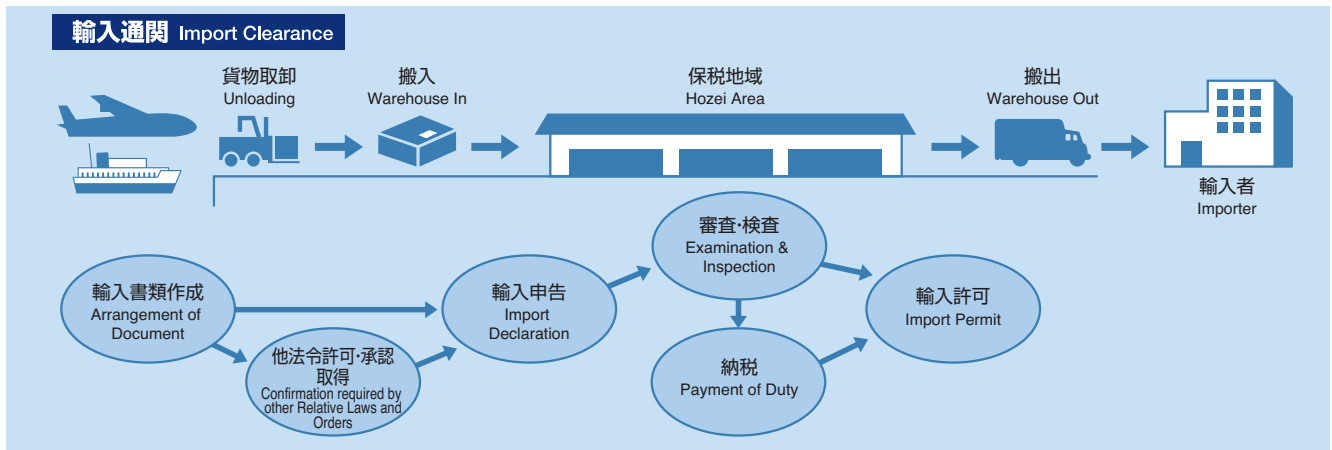 輸入通関 Import Clearance
貨物取卸
Unloading
搬入
Warehouse In
保税地域
Hozei Area
搬出
Warehouse Out
輸入者
Importer
輸入書類作成
Arrangement of
Document
他法令許可・承認
取得
Confirmation required by
other Relative Laws and
Orders
輸入申告
Import
Declaration
審査・検査
Examination &
Inspection
納税
Payment of Duty
輸入許可
Import Permit